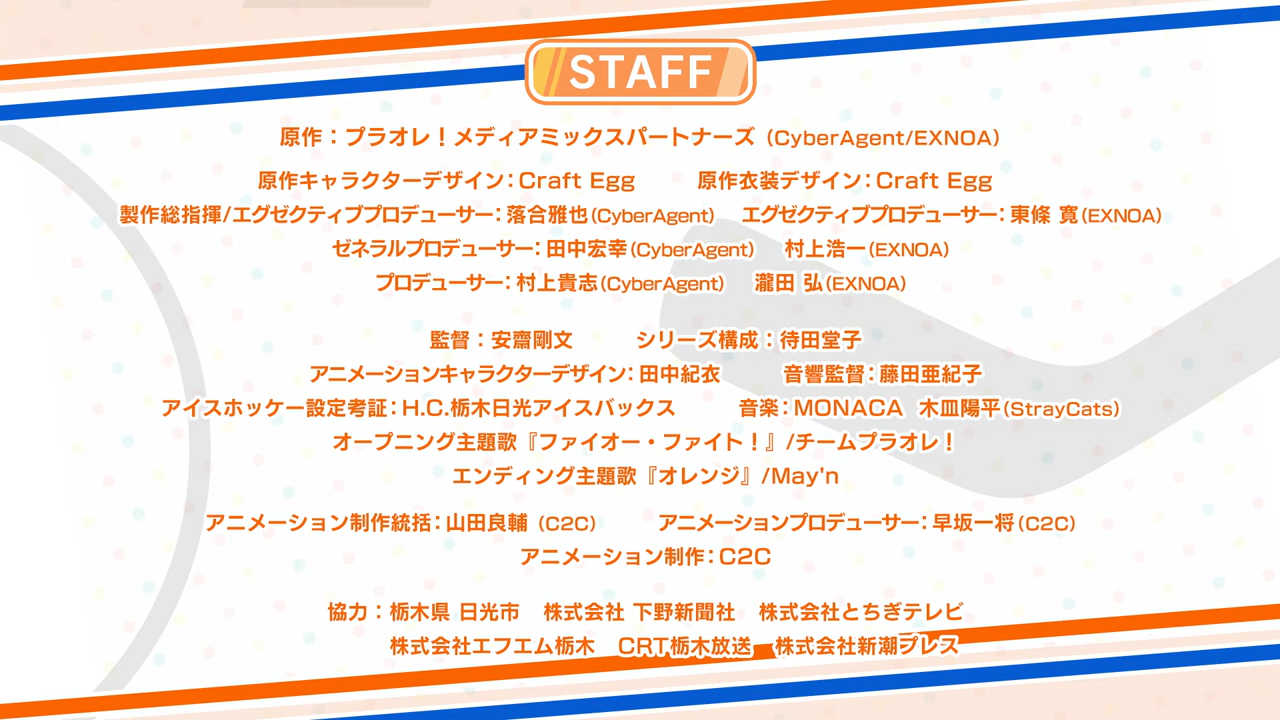 STAFF
原作：プラオレ！メディアミックスパートナーズ（CyberAgent/EXNOA）
原作キャラクターデザイン：Craft Egg　原作衣装デザイン：Craft Egg
製作総指揮/エグゼクティブプロデューサー：落合雅也（CyberAgent）　エグゼクティブプロデューサー：東條 寛（EXNOA）
ゼネラルプロデューサー：田中宏幸（CyberAgent）　村上浩一（EXNOA）
プロデューサー：村上貴志（CyberAgent）　瀧田 弘（EXNOA）
監督：安齋剛文　シリーズ構成：待田堂子
アニメーションキャラクターデザイン：田中紀衣　音響監督：藤田亜紀子
アイスホッケー設定考証：H.C.栃木日光アイスバックス　音楽：MONACA　木皿陽平（StrayCats）
オープニング主題歌『ファイオー・ファイト！』/チームプラオレ！
エンディング主題歌『オレンジ』/May'n
アニメーション制作統括：山田良輔（C2C）　アニメーションプロデューサー：早坂一将（C2C）
アニメーション制作：C2C
協力：栃木県 日光市　株式会社 下野新聞社　株式会社とちぎテレビ
株式会社エフエム栃木　CRT栃木放送　株式会社新潮プレス